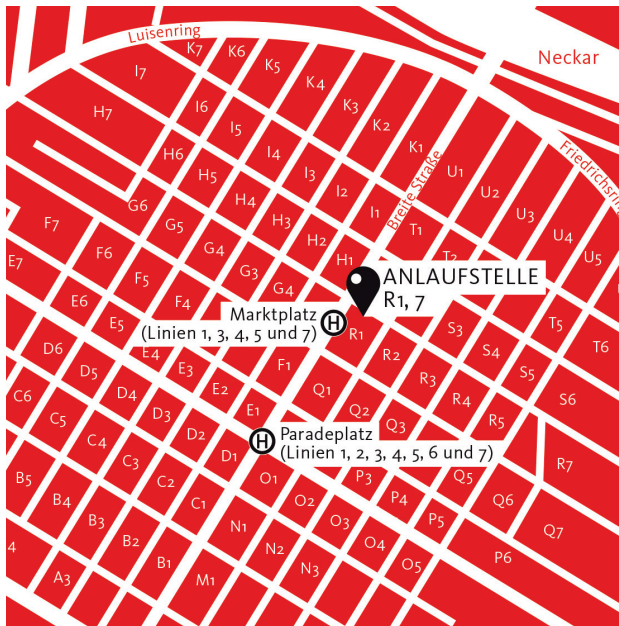 Luisenring
Neckar
K7
K6
K5
K4
K3
K2
K1
I7
I6
I5
I4
I3
I2
I1
H7
H6
H5
H4
H3
H2
H1
Breite Straße
Friedrichsrin
U1
U2
U3
U4
U5
T1
T2
T5
T6
G6
G5
G4
G3
G4
F7
F6
F5
F4
F1
E7
E6
E5
E4
E3
E2
E1
ANLAUFSTELLE
R1, 7
Marktplatz
(Linien 1, 3, 4, 5 und 7)
H
S3
S4
S5
S6
R1
R2
R3
R4
R5
R7
D6
D5
D4
D3
D2
D1
Q1
Q2
Q3
Q5
Q6
Q7
H
Paradeplatz
(Linien 1, 2, 3, 4, 5, 6 und 7)
C6
C5
C4
C3
C2
C1
P3
P4
P5
P6
B5
B4
B3
B2
B1
O1
O2
O3
O4
O5
4
A3
N1
N2
N3
M1